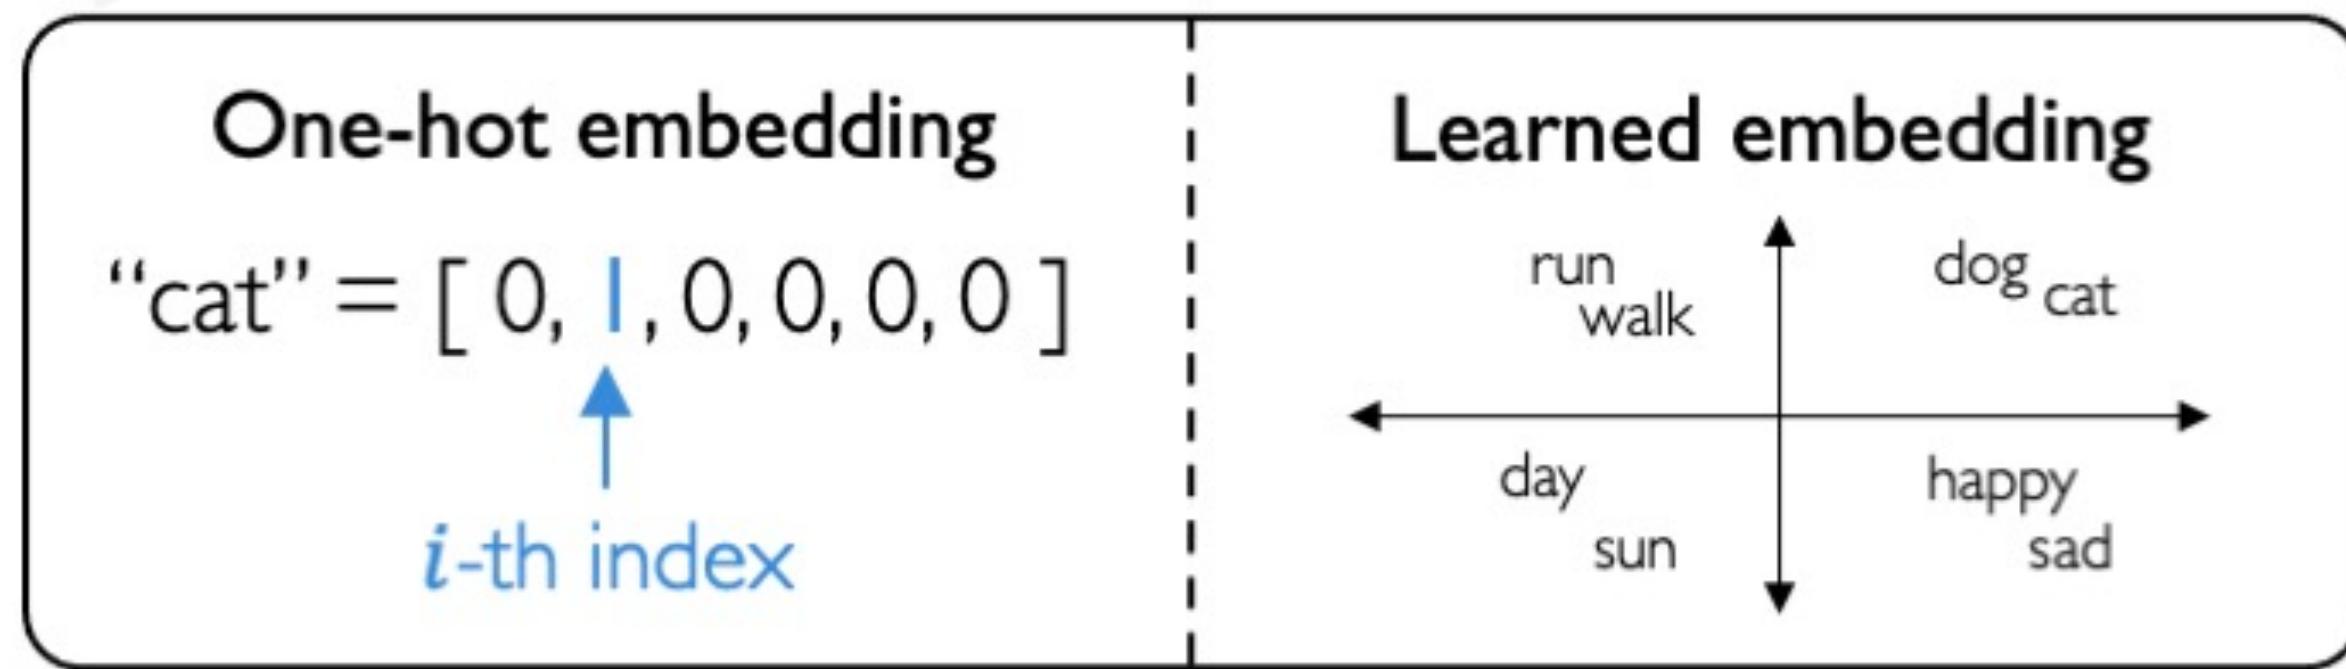 One-hot embedding
“cat” = [ 0, 1, 0, 0, 0, 0 ]
i-th index
Learned embedding
run
walk
dog
cat
day
sun
happy
sad